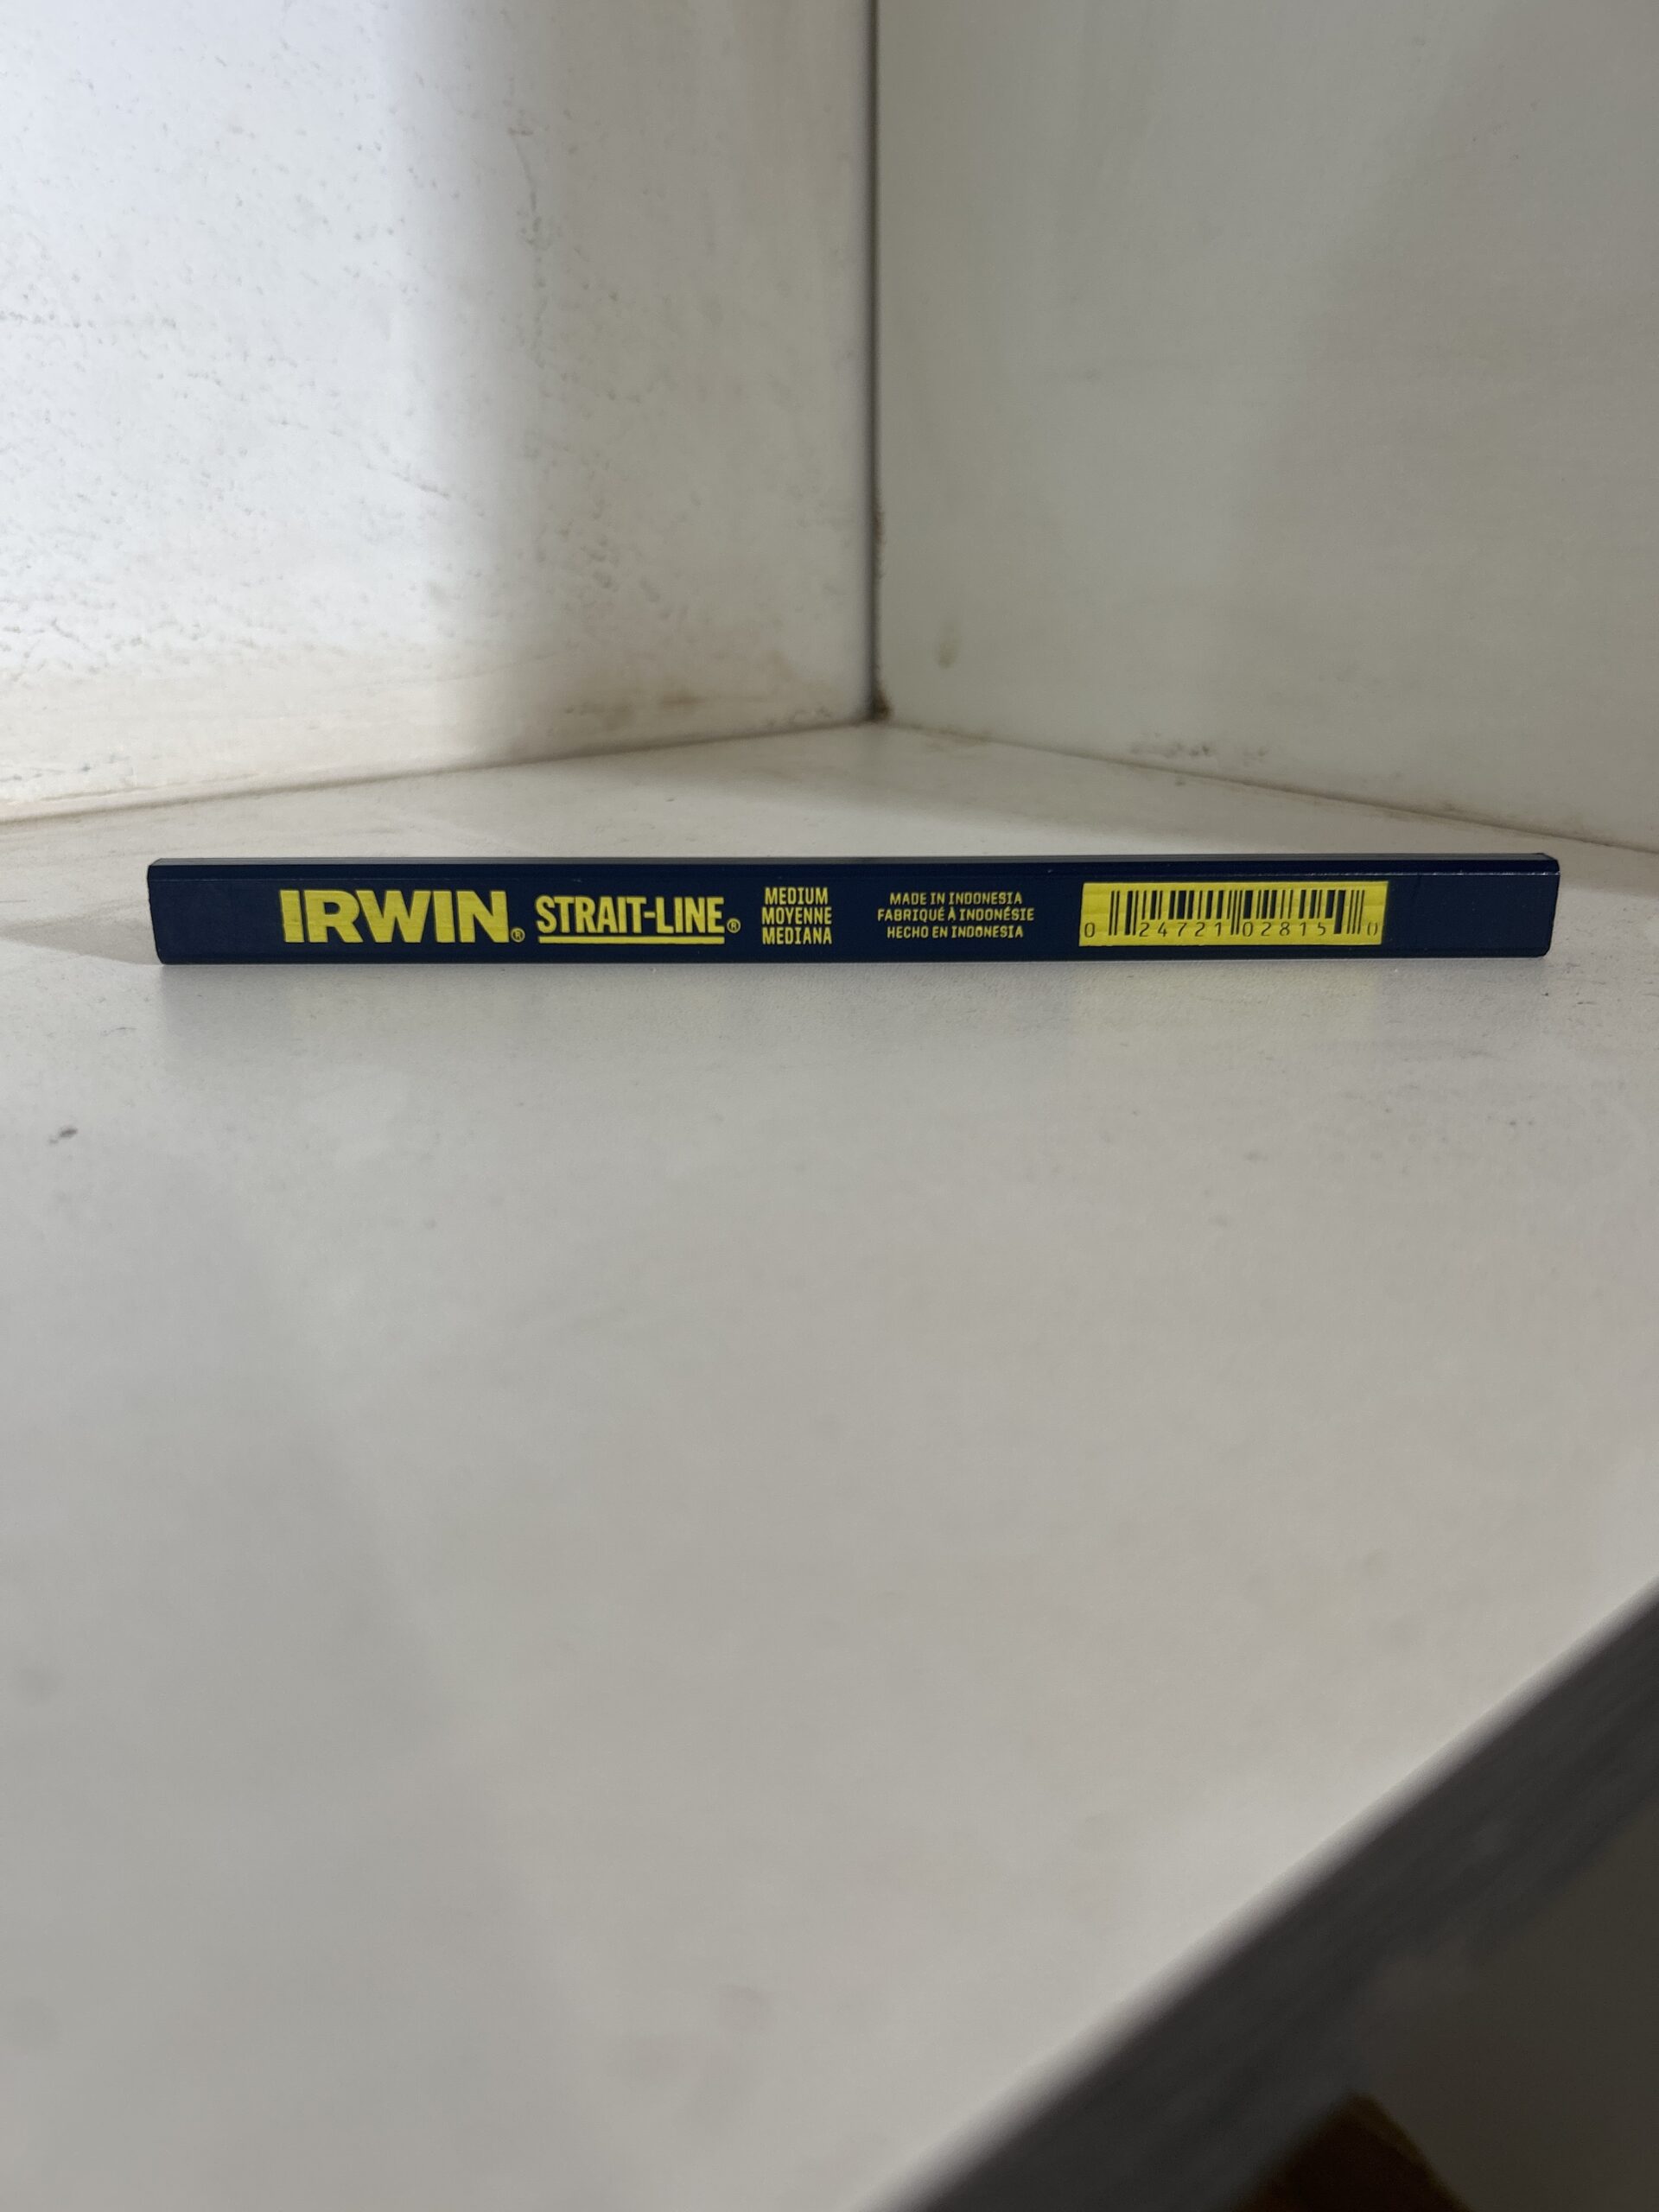 IRWIN® STRAIT-LINE®
MEDIUM
MOYENNE
MEDIANA
MADE IN INDONESIA
FABRIQUÉ À INDONÉSIE
HECHO EN INDONESIA
0 24721 02815 0